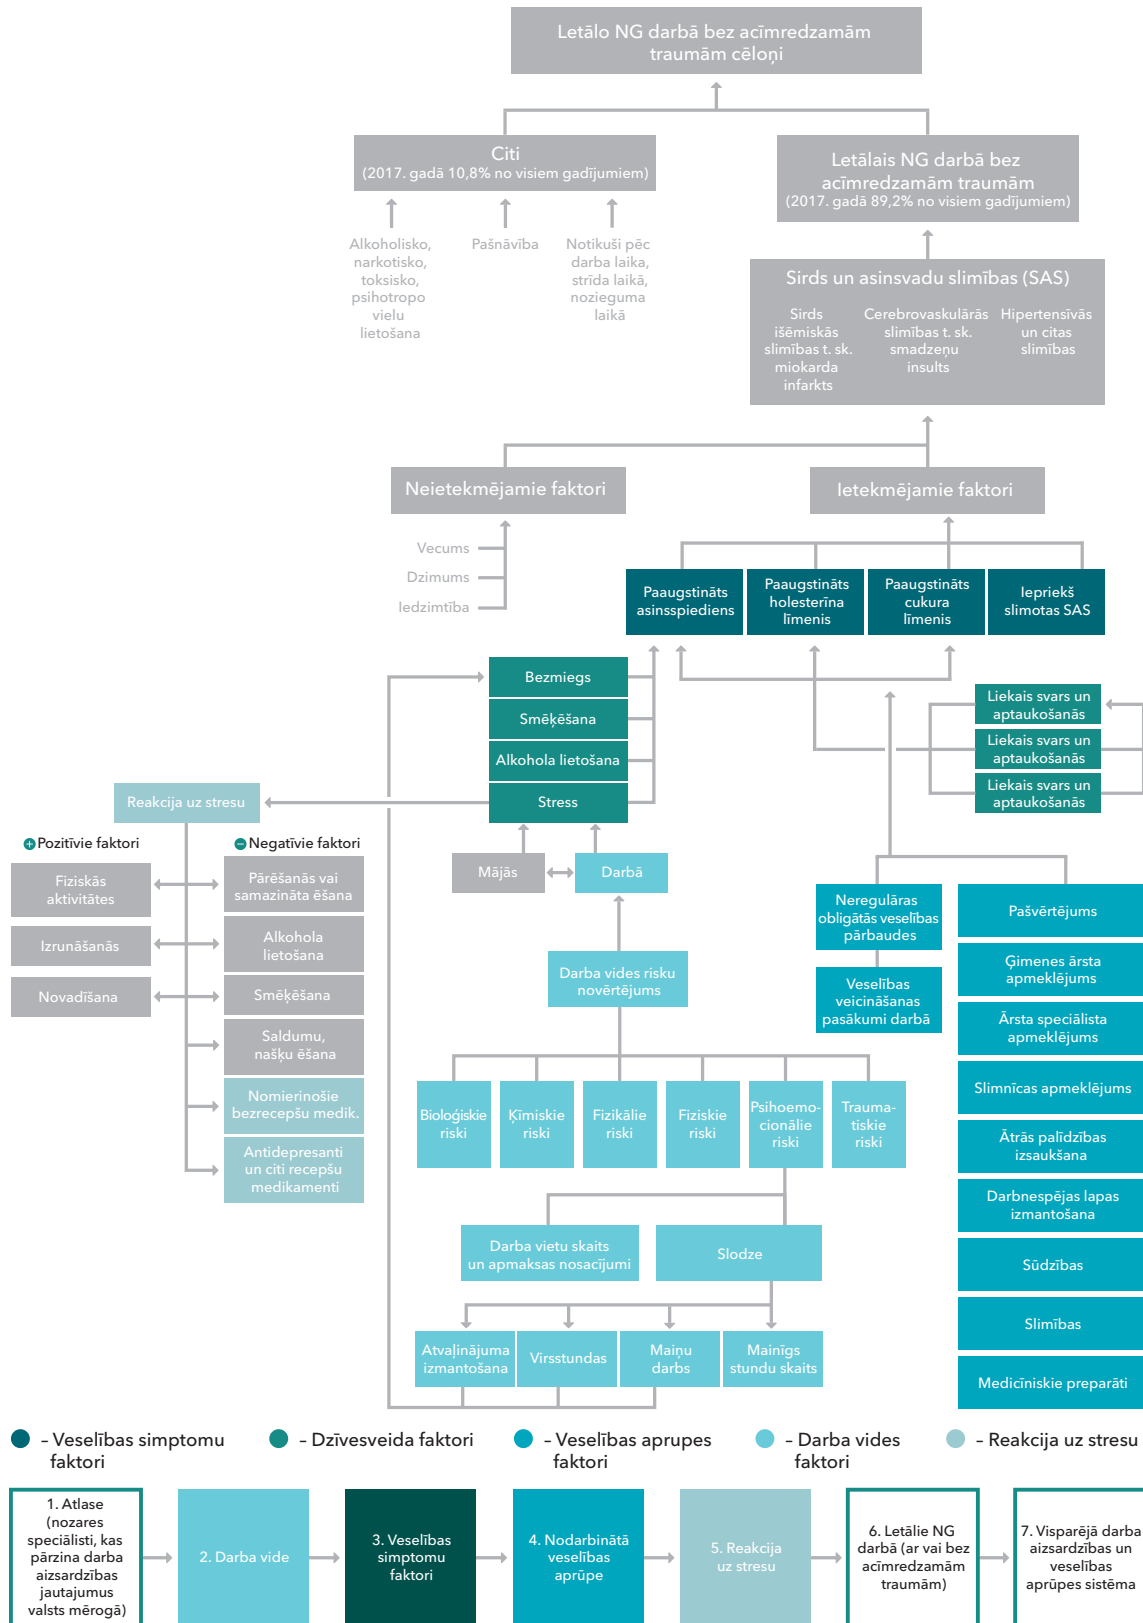 Letālo NG darbā bez acīmredzamām
traumām cēloņi
Citi
(2017. gadā 10,8% no visiem gadījumiem)
Letālais NG darbā bez
acīmredzamām traumām
(2017. gadā 89,2% no visiem gadījumiem)
Alkoholisko,
narkotisko,
toksisko,
psihotropo
vielu
lietošana
Pašnāvība
Notikuši pēc
darba laika,
strīda laikā,
nozieguma
laikā
Sirds un asinsvadu slimības (SAS)
Sirds
išēmiskās
slimības t. sk.
miokarda
infarkts
Cerebrovaskulārās
slimības t. sk.
smadzeņu
insults
Hipertensīvās
un citas
slimības
Neietekmējamie faktori
Ietekmējamie faktori
Vecums
Dzimums
Iedzimtība
Paaugstināts
asinsspiediens
Paaugstināts
holesterīna
līmenis
Paaugstināts
cukura
līmenis
Iepriekš
slimotas SAS
Bezmiegs
Smēķēšana
Alkohola lietošana
Stress
Liekais svars un
aptaukošanās
Liekais svars un
aptaukošanās
Liekais svars un
aptaukošanās
Reakcija uz stresu
Pozitīvie faktori
Negatīvie faktori
Fiziskās
aktivitātes
Izrunāšanās
Novadīšana
Pārēšanās vai
samazināta ēšana
Alkohola
lietošana
Smēķēšana
Saldumu,
našķu ēšana
Nomierinošie
bezrecepšu medik.
Antidepresanti
un citi recepšu
medikamenti
Mājās
Darbā
Darba vides risku
novērtējums
Bioloģiskie
riski
Ķīmiskie
riski
Fizikālie
riski
Fiziskie
riski
Psihoemo-
cionālie
riski
Trauma-
tiskie
riski
Darba vietu skaits
un apmaksas nosacījumi
Slodze
Atvaļinājuma
izmantošana
Virsstundas
Maiņu
darbs
Mainīgs
stundu skaits
Neregulāras
obligātās veselības
pārbaudes
Veselības
veicināšanas
pasākumi darbā
Pašvērtējums
Ģimenes ārsta
apmeklējums
Ārsta speciālista
apmeklējums
Slimnīcas apmeklējums
Ātrās palīdzības
izsaukšana
Darbnespējas lapas
izmantošana
Sūdzības
Slimības
Medicīniskie preparāti
– Veselības simptomu
faktori
– Dzīvesveida faktori
– Veselības aprupes
faktori
– Darba vides
faktori
– Reakcija uz stresu
1. Atlase
(nozares
speciālisti, kas
pārzina darba
aizsardzības
jautajumus
valsts mērogā)
2. Darba vide
3. Veselības
simptomu
faktori
4. Nodarbinātā
veselības
aprūpe
5. Reakcija
uz stresu
6. Letālie NG
darbā (ar vai bez
acīmredzamām
traumām)
7. Visparējā darba
aizsardzības un
veselības
aprūpes sistēma